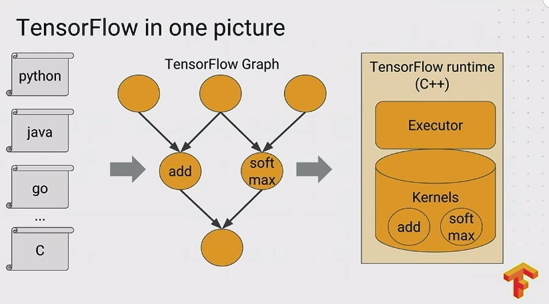 TensorFlow in one picture
python
java
go
...
C
TensorFlow Graph
add
soft
max
TensorFlow runtime
(C++)
Executor
Kernels
add
soft
max